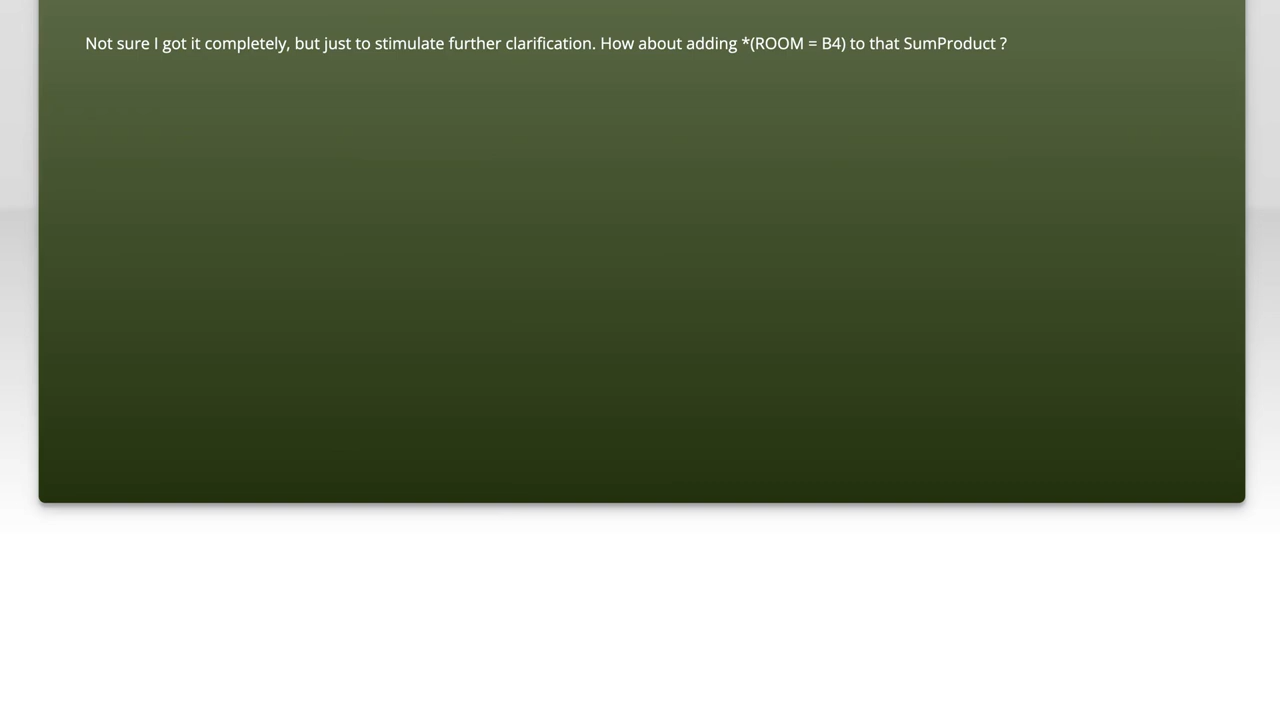 Not sure I got it completely, but just to stimulate further clarification. How about adding *(ROOM = B4) to that SumProduct ?